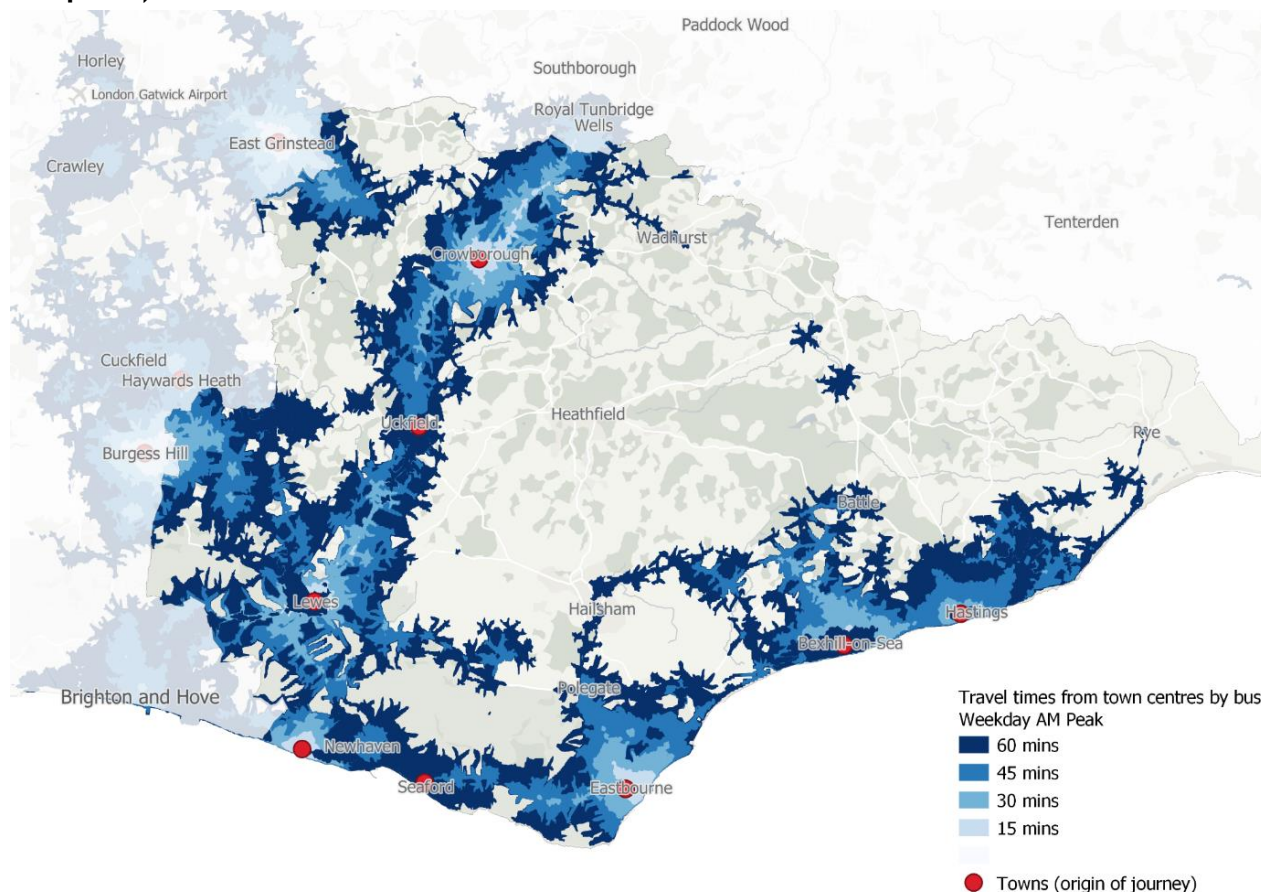 Paddock Wood
Horley
Southborough
London Gatwick Airport
Royal Tunbridge
Wells
East Grinstead
Crawley
Tenterden
Wadhurst
Crowborough
Cuckfield
Haywards Heath
Heathfield
Uckfield
Rye
Burgess Hill
Battle
Lewes
Hailsham
Hastings
Bexhill-on-Sea
Polegate
Brighton and Hove
Newhaven
Seaford
Eastbourne
Travel times from town centres by bus
Weekday AM Peak
60 mins
45 mins
30 mins
15 mins
Towns (origin of journey)